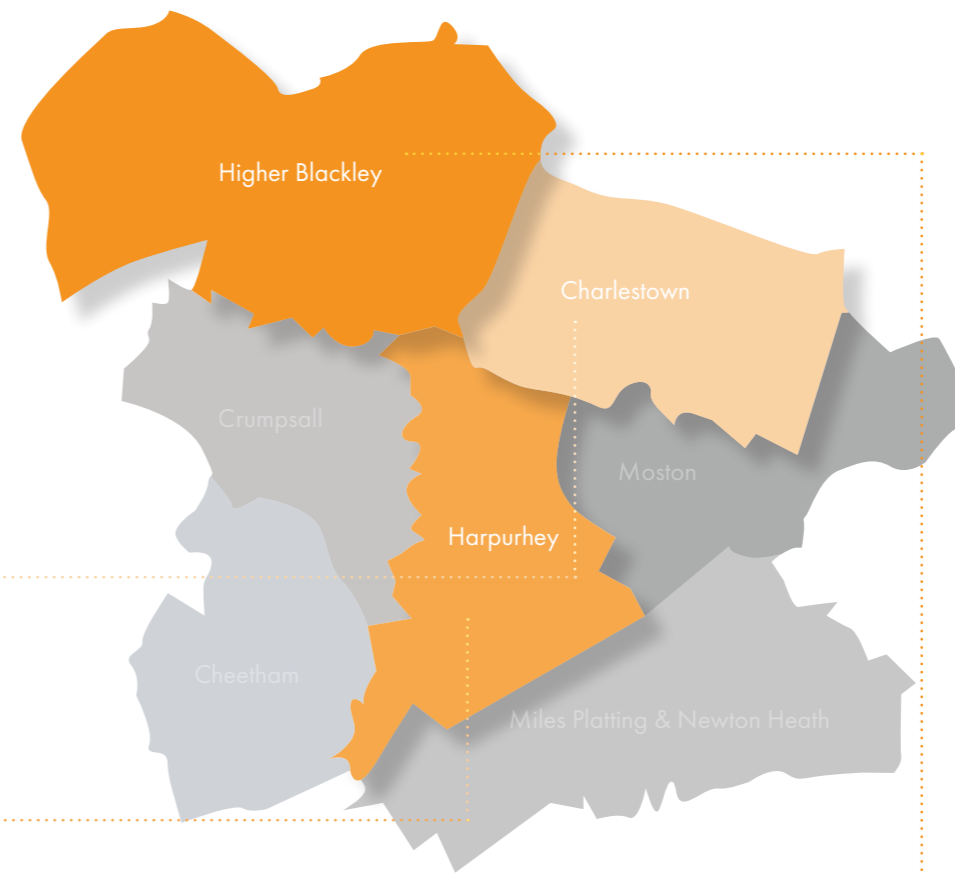 Higher Blackley
Charlestown
Crumpsall
Moston
Harpurhey
Cheetham
Miles Platting & Newton Heath